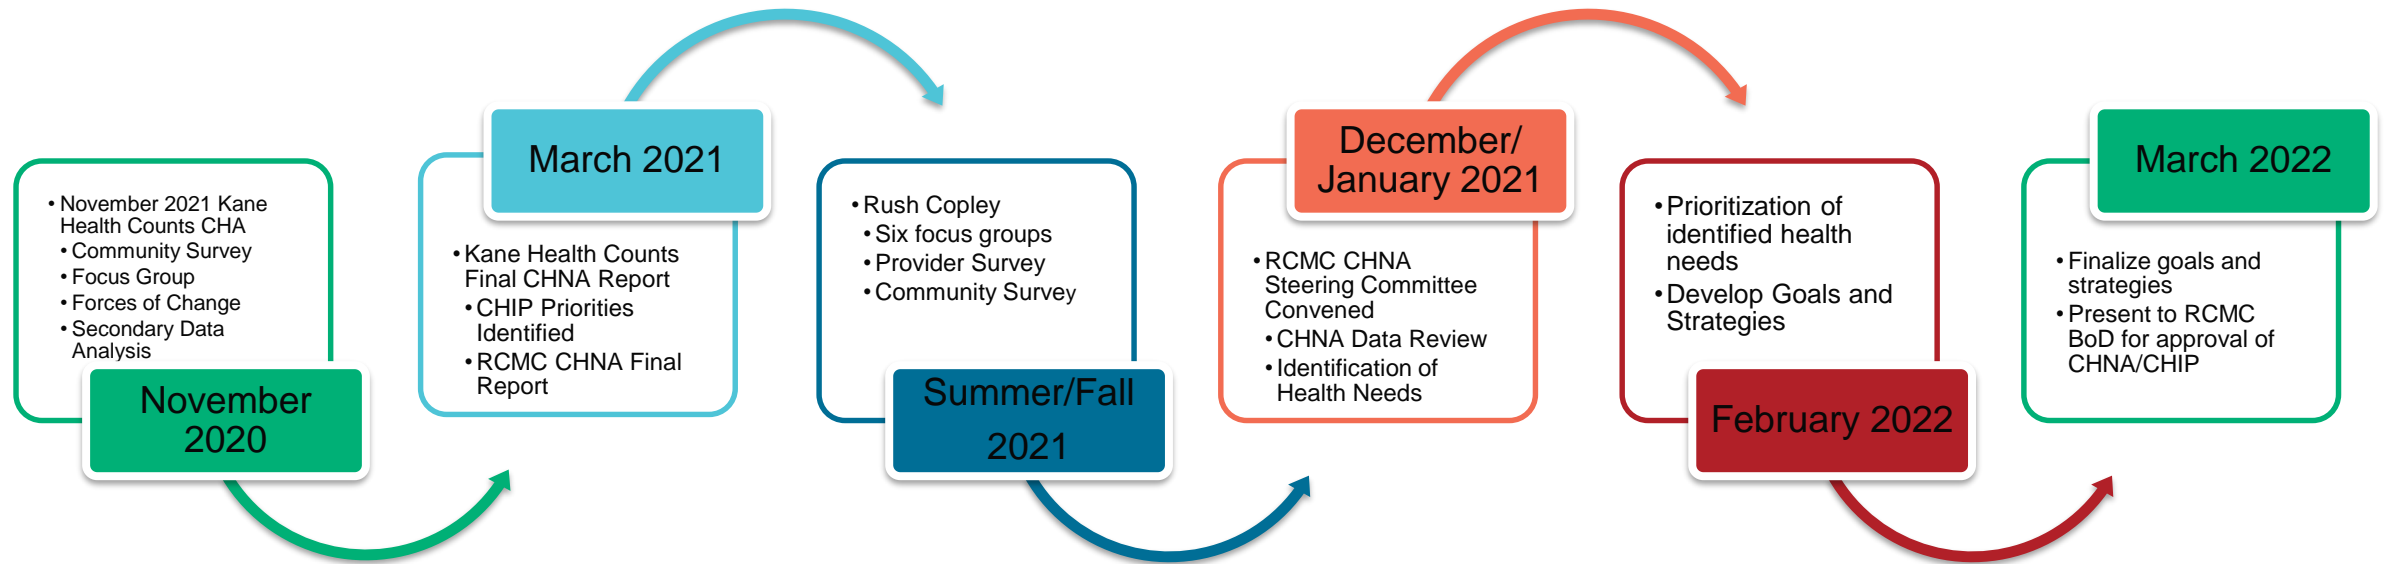 • November 2021 Kane
Health Counts CHA
• Community Survey
• Focus Group
• Forces of Change
• Secondary Data
Analysis
November
2020
March 2021
• Kane Health Counts
Final CHNA Report
• CHIP Priorities
Identified
• RCMC CHNA Final
Report
• Rush Copley
• Six focus groups
• Provider Survey
• Community Survey
Summer/Fall
2021
December/
January 2021
• RCMC CHNA
Steering Committee
Convened
• CHNA Data Review
• Identification of
Health Needs
• Prioritization of
identified health
needs
• Develop Goals and
Strategies
February 2022
March 2022
• Finalize goals and
strategies
• Present to RCMC
BoD for approval of
CHNA/CHIP